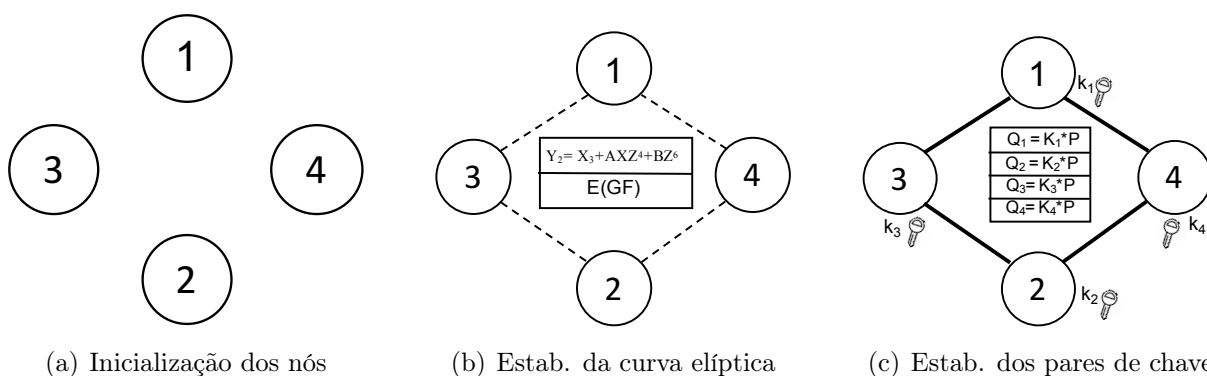 1
3
4
2
(a) Inicialização dos nós
1
3
Y₂= X₃+AXZ⁴+BZ⁶
E(GF)
4
2
(b) Estab. da curva elíptica
1
k₁
3
Q₁ = K₁*P
Q₂ = K₂*P
Q₃= K₃*P
Q₄= K₄*P
4
k₃
k₄
2
k₂
(c) Estab. dos pares de chave